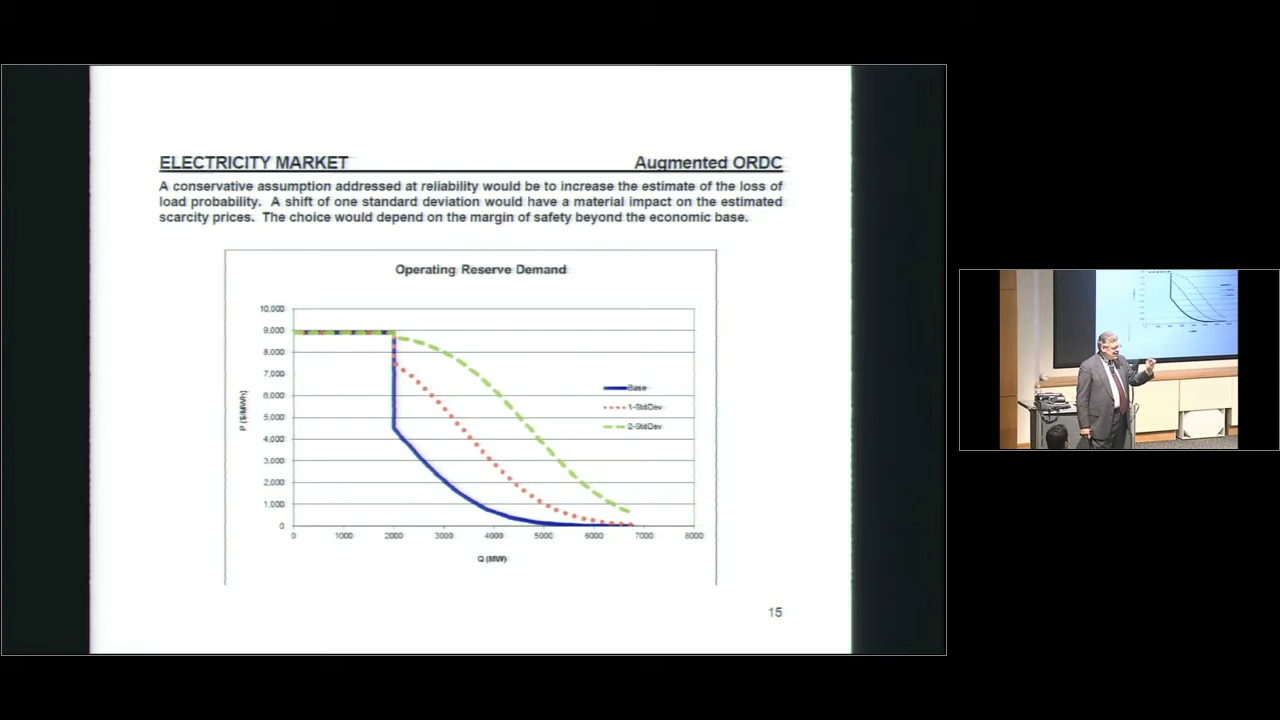 ELECTRICITY MARKET Augmented ORDC
A conservative assumption addressed at reliability would be to increase the estimate of the loss of
load probability. A shift of one standard deviation would have a material impact on the estimated
scarcity prices. The choice would depend on the margin of safety beyond the economic base.
Operating Reserve Demand
10,000
9,000
8,000
7,000
6,000
5,000
4,000
3,000
2,000
1,000
0
P ($/MWh)
Base
1-StdDev
2-StdDev
0 1000 2000 3000 4000 5000 6000 7000 8000
Q (MW)
15